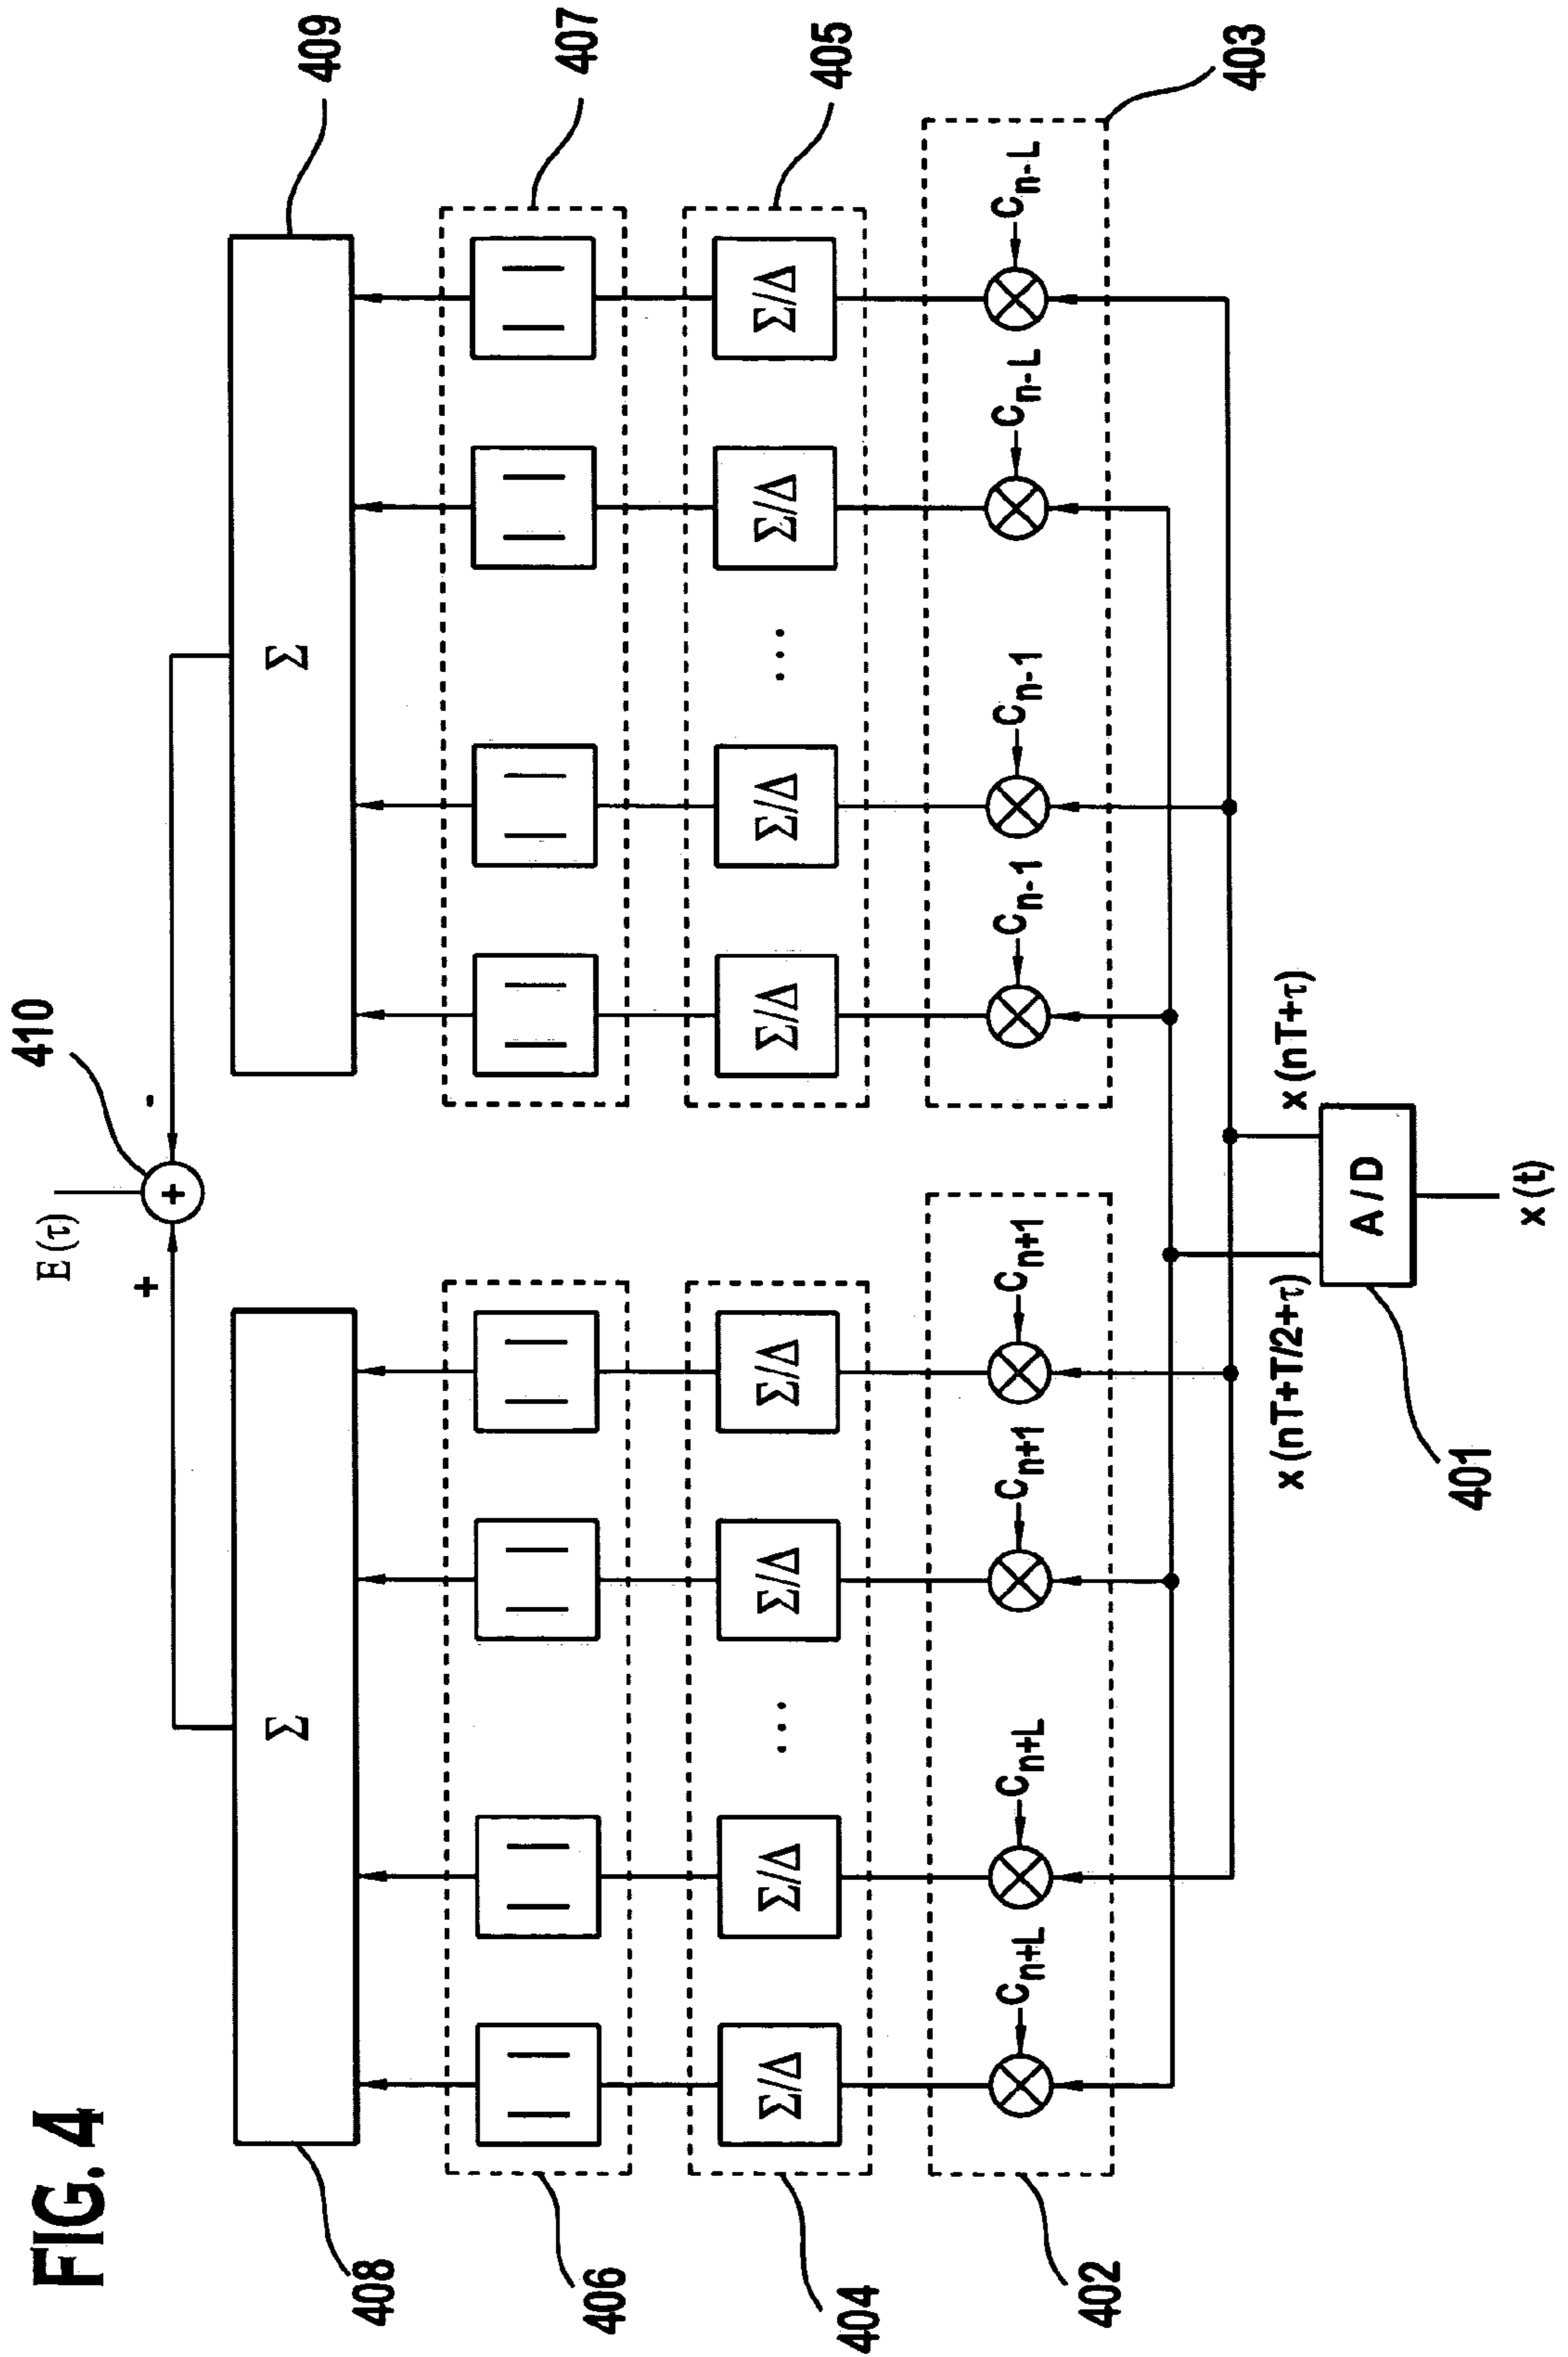 FIG. 4
410
E(τ)
+
-
+
409
Σ
Σ
408
407
| | | | | | | | | | | | | | | |
406
405
Σ/Δ Σ/Δ ... Σ/Δ Σ/Δ
Σ/Δ Σ/Δ ... Σ/Δ Σ/Δ
404
C_{n+L} C_{n+L} C_{n+1} C_{n+1}
C_{n-1} C_{n-1} C_{n-L} C_{n-L}
402
403
x(nT+T/2+τ)
x(nT+τ)
A/D
401
x(t)